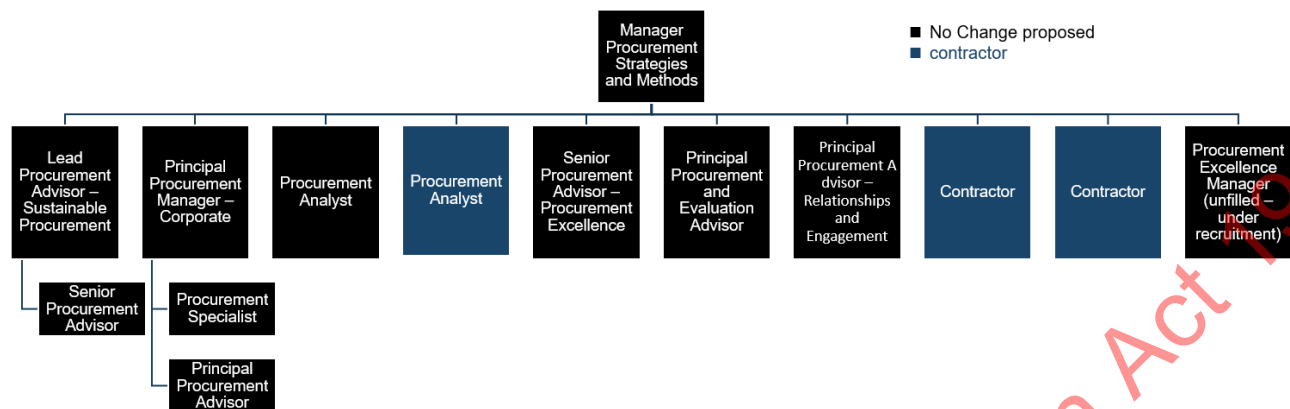 Manager
Procurement
Strategies
and Methods
No Change proposed
contractor
Lead
Procurement
Advisor –
Sustainable
Procurement
Principal
Procurement
Manager –
Corporate
Procurement
Analyst
Procurement
Analyst
Senior
Procurement
Advisor –
Procurement
Excellence
Principal
Procurement
and
Evaluation
Advisor
Principal
Procurement A
dvisor –
Relationships
and
Engagement
Contractor
Contractor
Procurement
Excellence
Manager
(unfilled –
under
recruitment)
Senior
Procurement
Advisor
Procurement
Specialist
Principal
Procurement
Advisor
Act